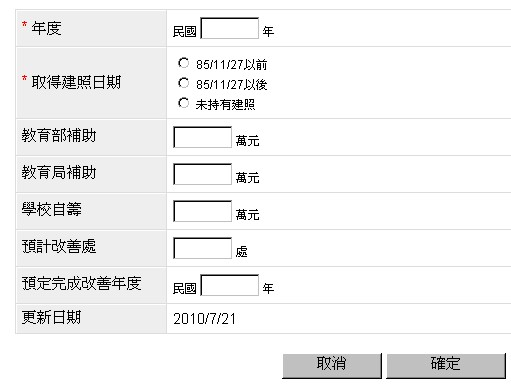 * 年度 民國 年
* 取得建照日期
85/11/27以前
85/11/27以後
未持有建照
教育部補助 萬元
教育局補助 萬元
學校自籌 萬元
預計改善處 處
預定完成改善年度 民國 年
更新日期 2010/7/21
取消 確定